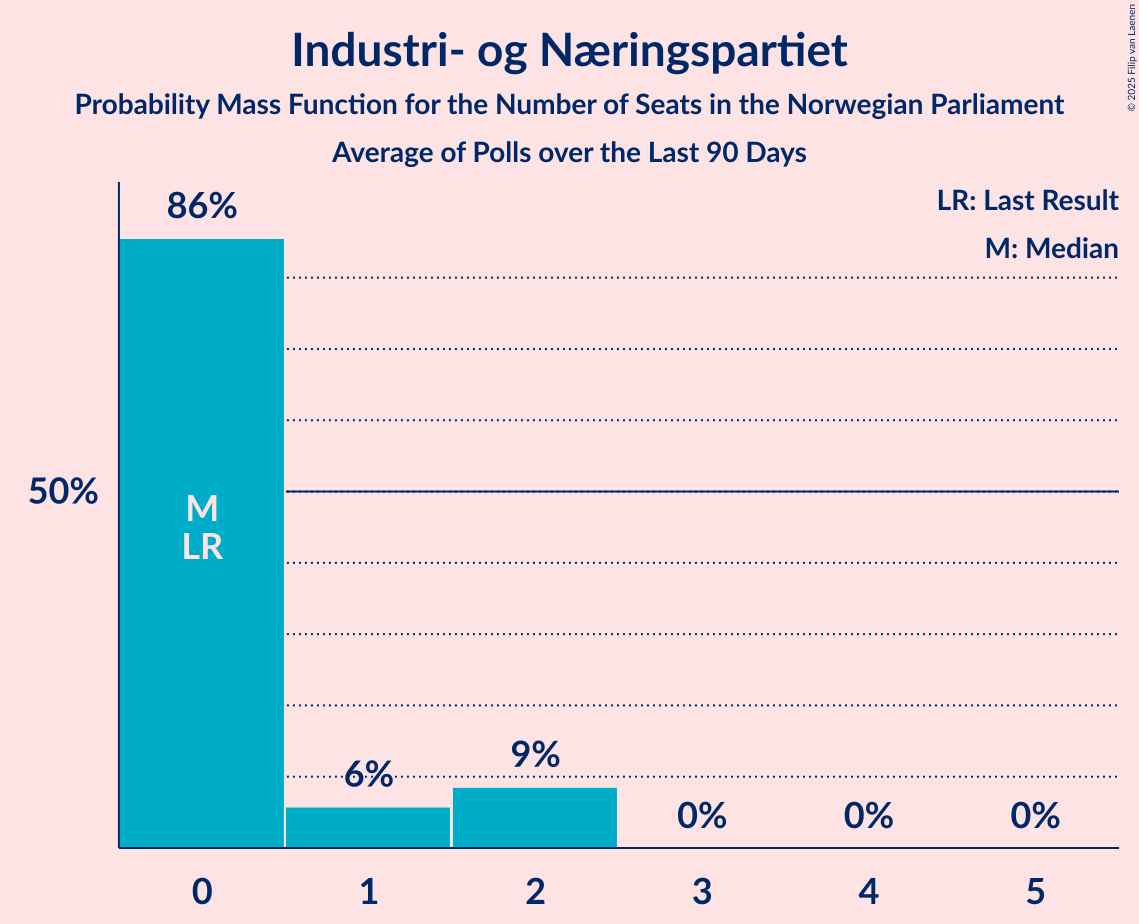 Industri- og Næringspartiet
Probability Mass Function for the Number of Seats in the Norwegian Parliament
Average of Polls over the Last 90 Days
© 2025 Filip van Laenen
LR: Last Result
M: Median
86%
50%
M
LR
6%
9%
0%
0%
0%
0
1
2
3
4
5